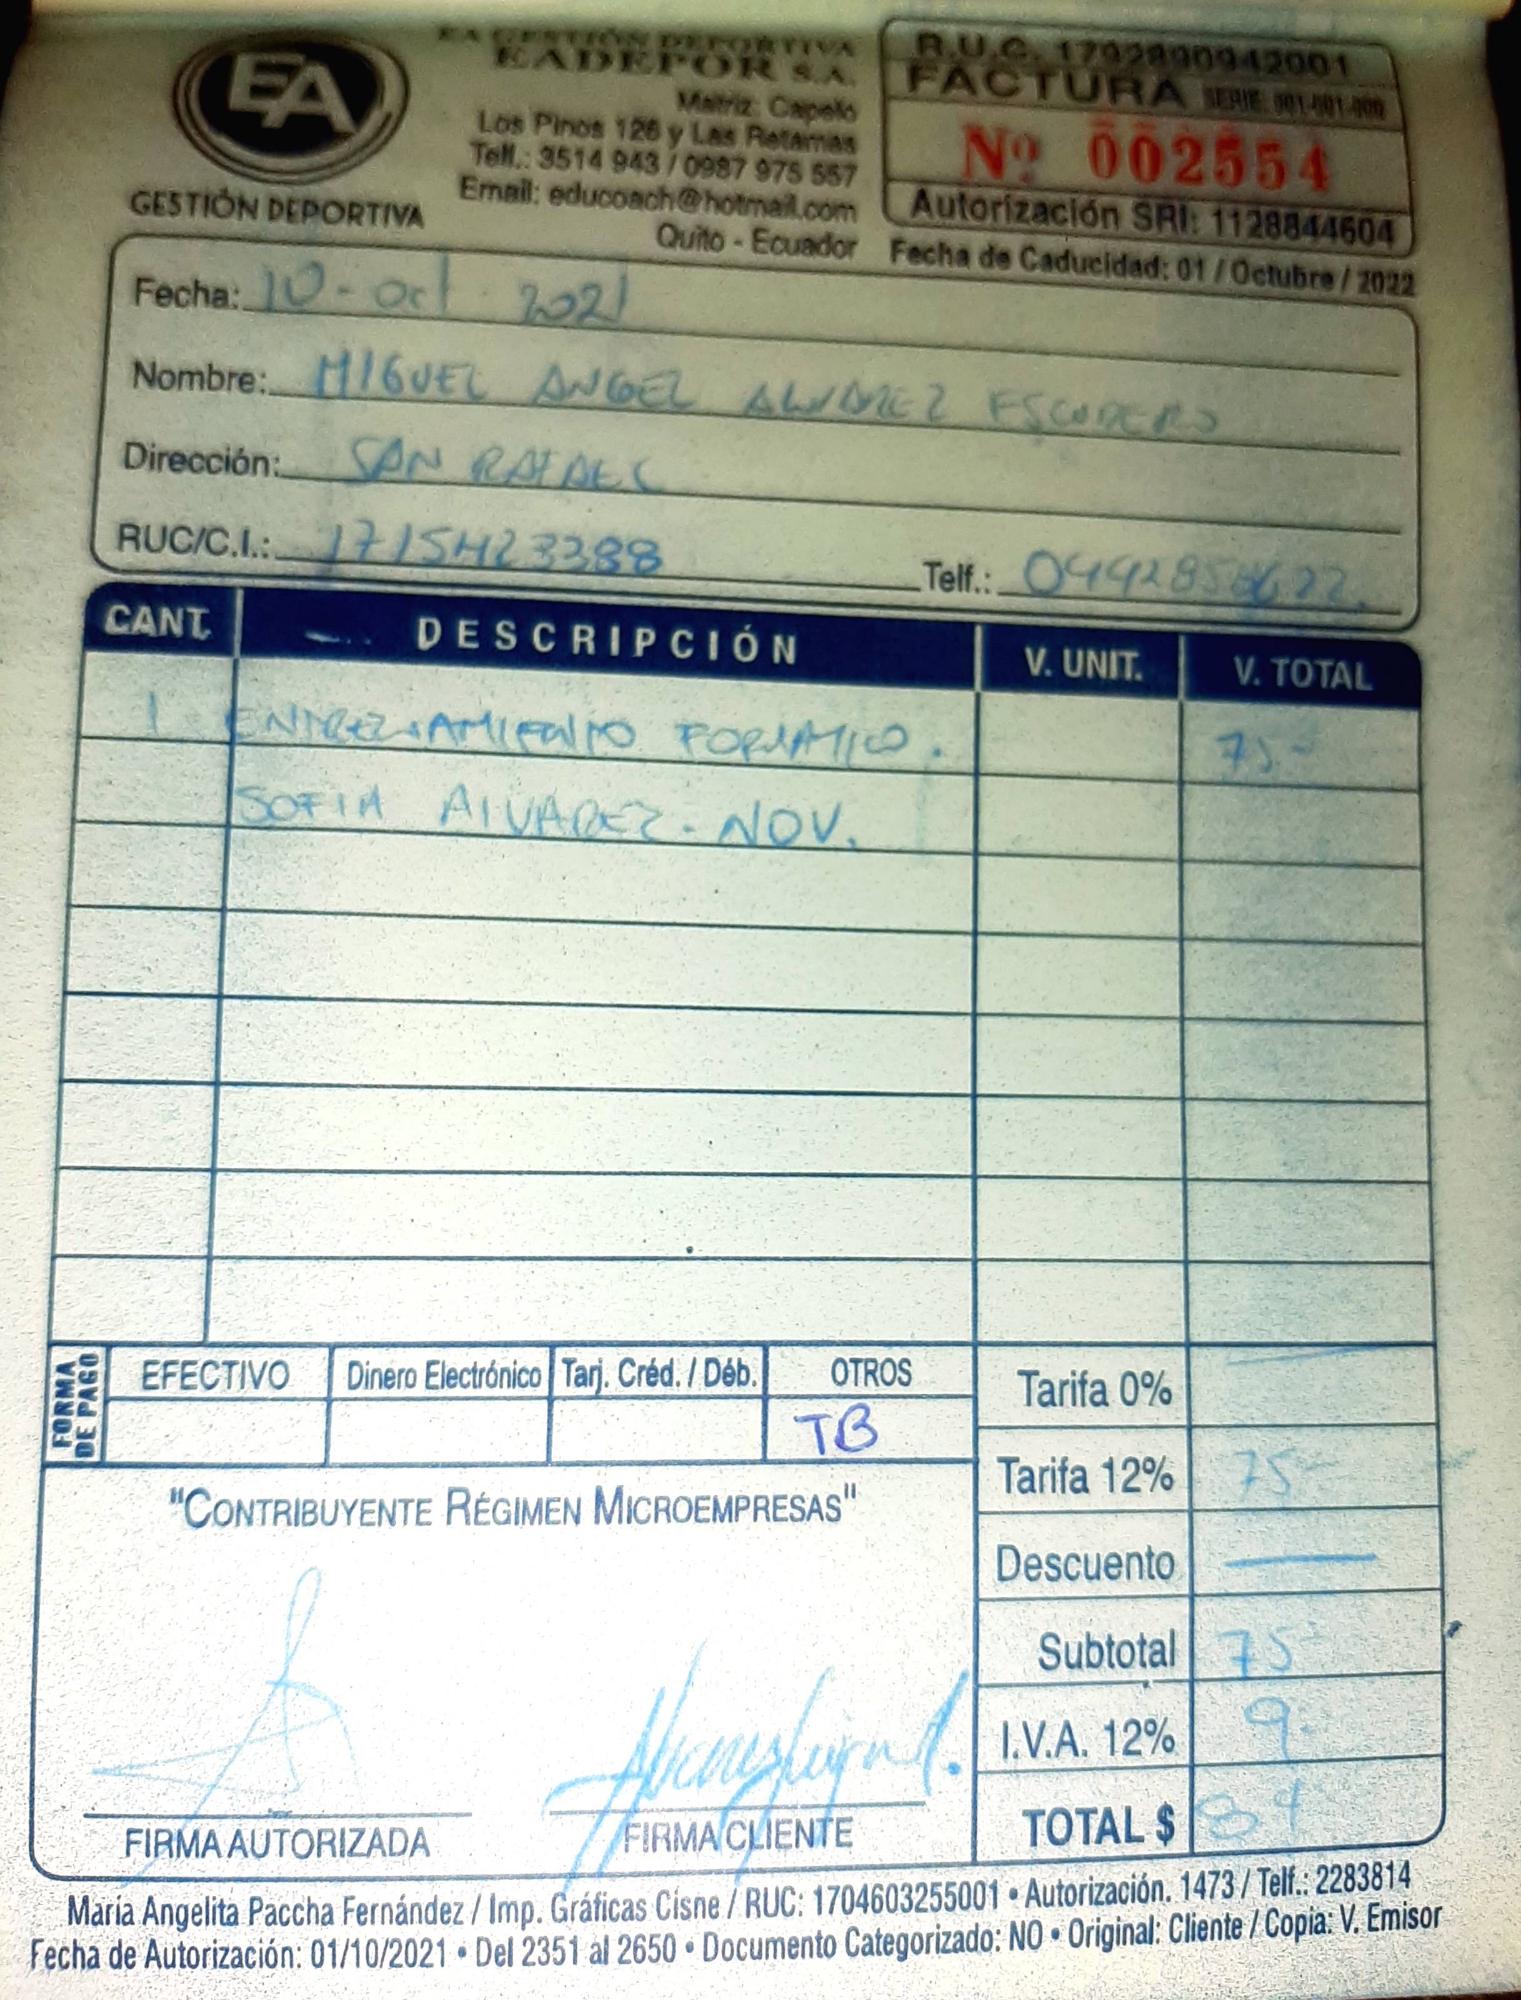 EA
GESTIÓN DEPORTIVA
EA GESTIÓN DEPORTIVA
EADEPOR S.A.
Matriz: Capelo
Los Pinos 126 y Las Retamas
Telf.: 3514 943 / 0987 975 557
Email: educoach@hotmail.com
Quito - Ecuador
R.U.C. 1792890942001
FACTURA SERIE: 001-001-000
Nº 002554
Autorización SRI: 1128844604
Fecha de Caducidad: 01 / Octubre / 2022
Fecha: 10 - oct 2021
Nombre: MIGUEL ANGEL ALVAREZ ESCUDERO
Dirección: SAN RAFAEL
RUC/C.I.: Telf.:
CANT. DESCRIPCIÓN V. UNIT. V. TOTAL
1 ENTRENAMIENTO FORMATIVO. 75.-
SOFIA ALVAREZ - NOV.
FORMA DE PAGO
EFECTIVO Dinero Electrónico Tarj. Créd. / Déb. OTROS
TB
Tarifa 0%
Tarifa 12% 75.-
Descuento
Subtotal 75-
I.V.A. 12% 9.-
TOTAL $ 84
"CONTRIBUYENTE RÉGIMEN MICROEMPRESAS"
FIRMA AUTORIZADA FIRMA CLIENTE
María Angelita Paccha Fernández / Imp. Gráficas Cisne / RUC: 1704603255001 • Autorización. 1473 / Telf.: 2283814
Fecha de Autorización: 01/10/2021 • Del 2351 al 2650 • Documento Categorizado: NO • Original: Cliente / Copia: V. Emisor